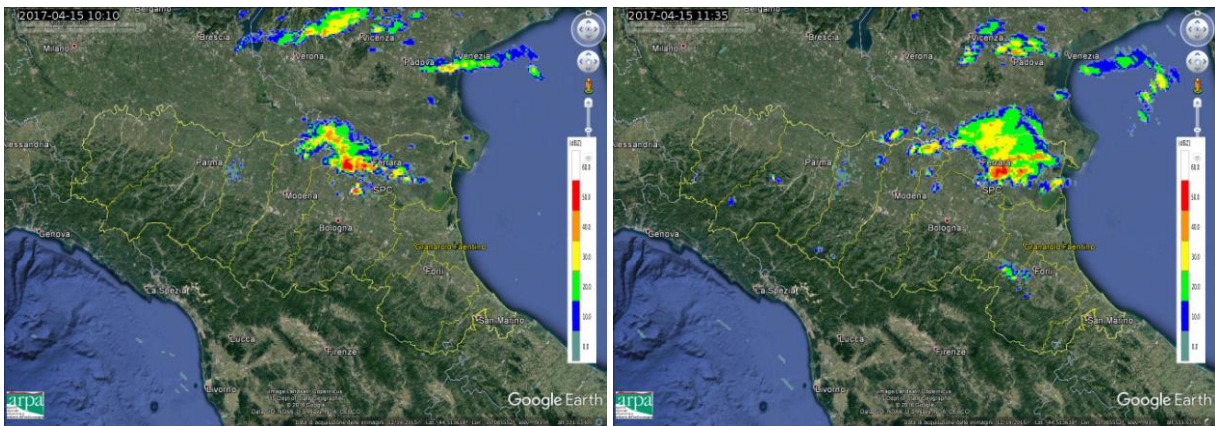 2017-04-15 10:10
Bergamo
Milano
Brescia
Verona
Vicenza
Padova
Venezia
Alessandria
Parma
Ferrara
Modena
SPC
Bologna
Granarolo Faentino
Genova
Forlì
La Spezia
San Marino
Lucca
Firenze
Livorno
(dBZ)
60.0
50.0
40.0
30.0
20.0
10.0
0.0
arpa
Google Earth
2017-04-15 11:35
Bergamo
Milano
Brescia
Verona
Vicenza
Padova
Venezia
Alessandria
Parma
Ferrara
Modena
SPC
Bologna
Granarolo Faentino
Genova
Forlì
La Spezia
San Marino
Lucca
Firenze
Livorno
(dBZ)
60.0
50.0
40.0
30.0
20.0
10.0
0.0
arpa
Google Earth